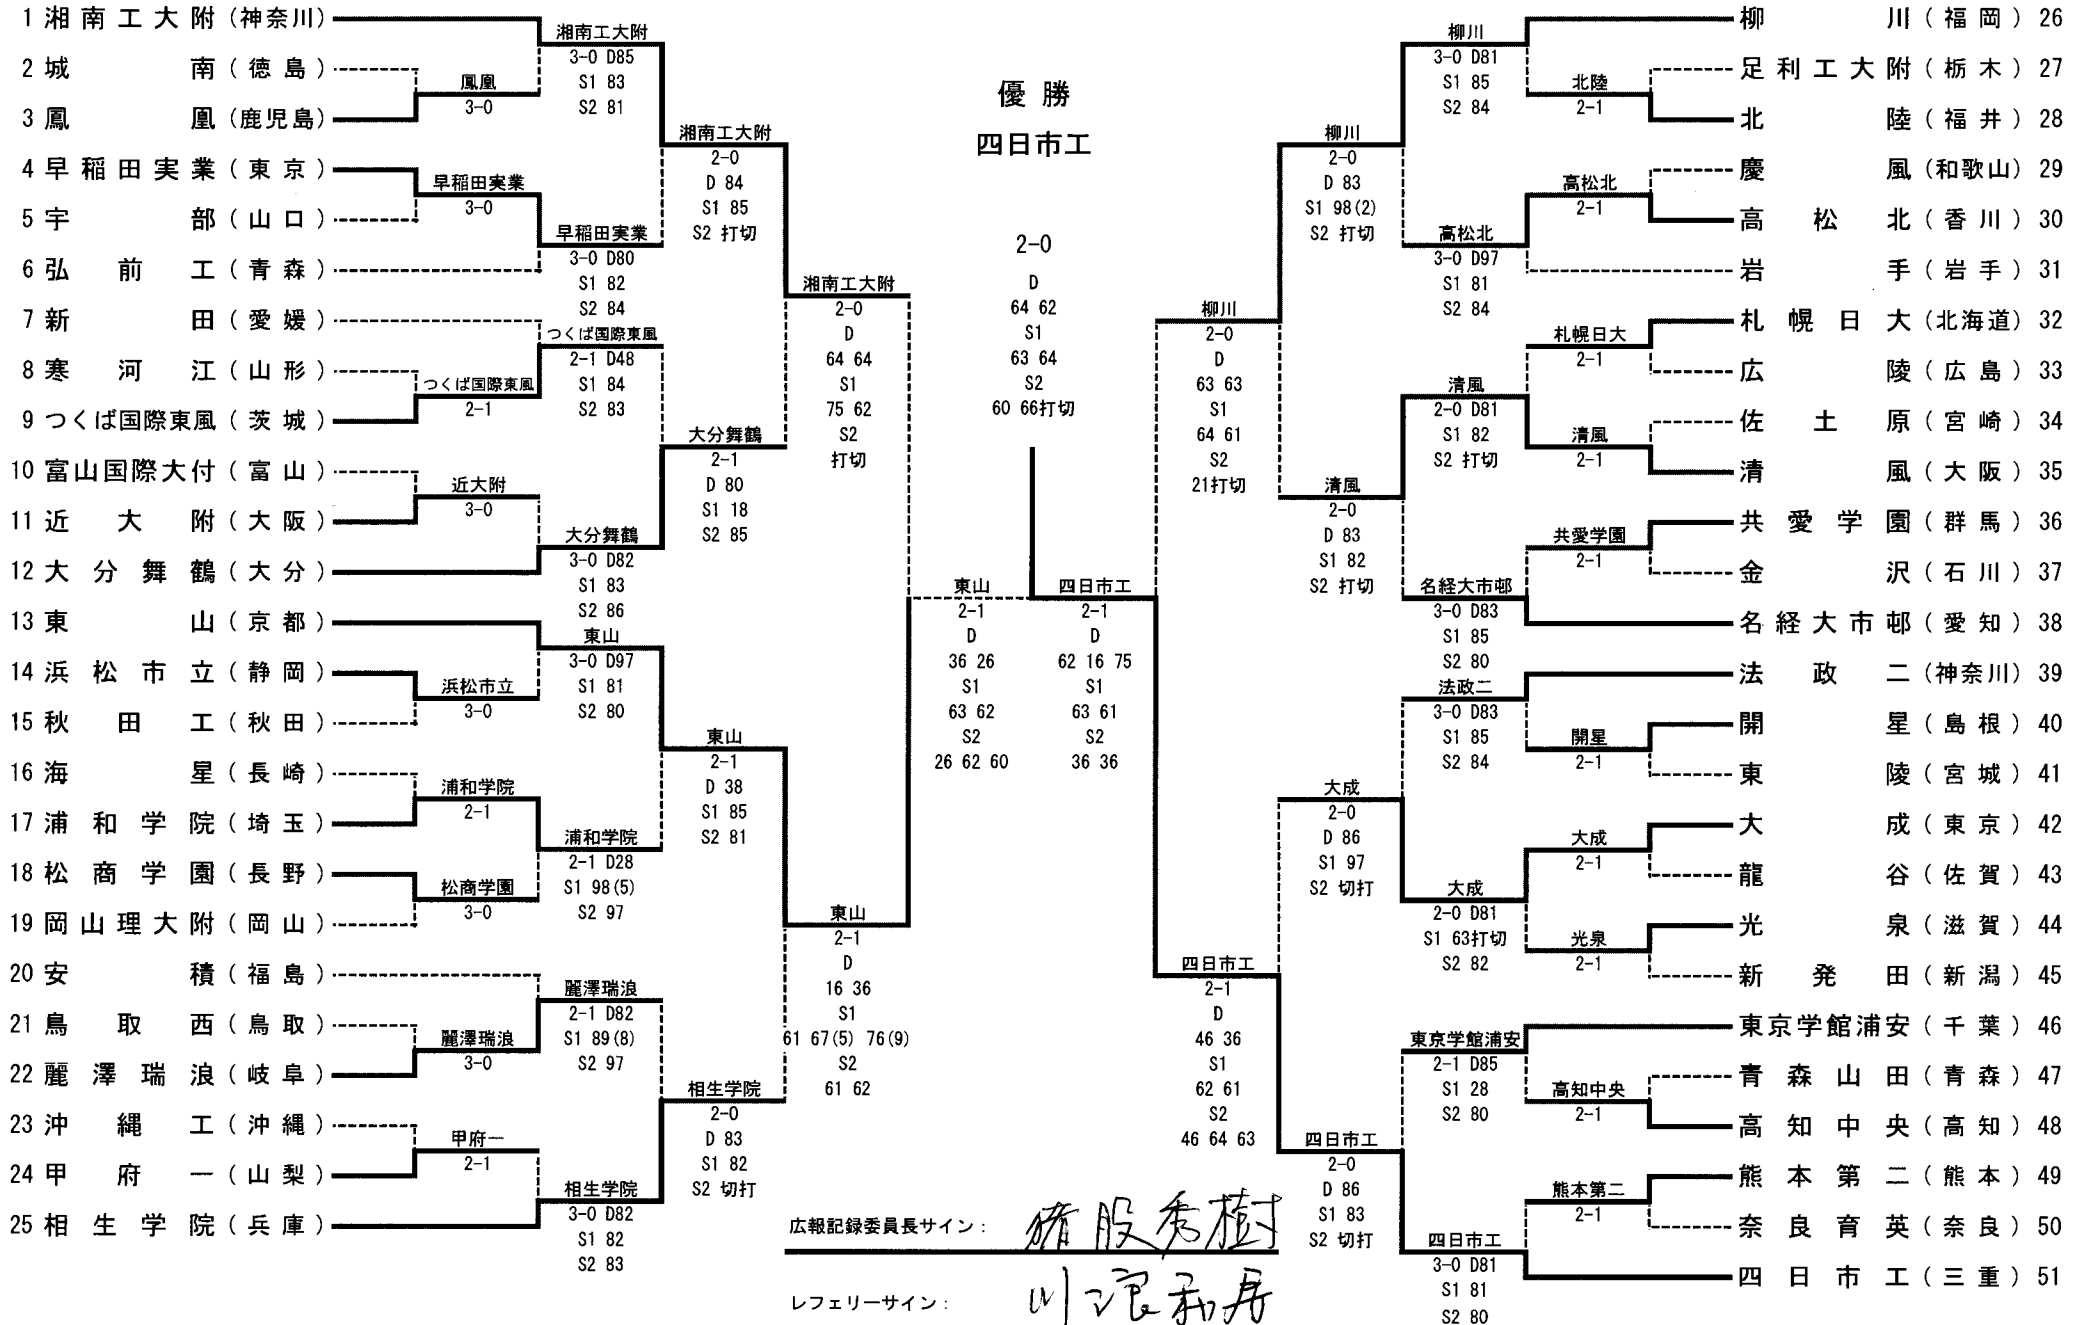 1 湘南工大附 (神奈川)
2 城南 (徳島)
3 鳳凰 (鹿児島)
4 早稲田実業 (東京)
5 宇部 (山口)
6 弘前工 (青森)
7 新田 (愛媛)
8 寒河江 (山形)
9 つくば国際東風 (茨城)
10 富山国際大付 (富山)
11 近大附 (大阪)
12 大分舞鶴 (大分)
13 東山 (京都)
14 浜松市立 (静岡)
15 秋田工 (秋田)
16 海星 (長崎)
17 浦和学院 (埼玉)
18 松商学園 (長野)
19 岡山理大附 (岡山)
20 安積 (福島)
21 鳥取西 (鳥取)
22 麗澤瑞浪 (岐阜)
23 沖縄工 (沖縄)
24 甲府一 (山梨)
25 相生学院 (兵庫)
鳳凰
3-0
早稲田実業
3-0
つくば国際東風
2-1
近大附
3-0
浜松市立
3-0
浦和学院
2-1
松商学園
3-0
麗澤瑞浪
3-0
甲府一
2-1
湘南工大附
3-0 D85
S1 83
S2 81
早稲田実業
3-0 D80
S1 82
S2 84
つくば国際東風
2-1 D48
S1 84
S2 83
大分舞鶴
3-0 D82
S1 83
S2 86
東山
3-0 D97
S1 81
S2 80
浦和学院
2-1 D28
S1 98(5)
S2 97
麗澤瑞浪
2-1 D82
S1 89(8)
S2 97
相生学院
3-0 D82
S1 82
S2 83
湘南工大附
2-0
D 84
S1 85
S2 打切
大分舞鶴
2-1
D 80
S1 18
S2 85
東山
2-1
D 38
S1 85
S2 81
相生学院
2-0
D 83
S1 82
S2 切打
湘南工大附
2-0
D
64 64
S1
75 62
S2
打切
東山
2-1
D
16 36
S1
61 67(5) 76(9)
S2
61 62
東山
2-1
D
36 26
S1
63 62
S2
26 62 60
優勝
四日市工
2-0
D
64 62
S1
63 64
S2
60 66打切
四日市工
2-1
D
62 16 75
S1
63 61
S2
36 36
柳川
2-0
D
63 63
S1
64 61
S2
21打切
四日市工
2-1
D
46 36
S1
62 61
S2
46 64 63
柳川
2-0
D 83
S1 98(2)
S2 打切
清風
2-0
D 83
S1 82
S2 打切
大成
2-0
D 86
S1 97
S2 切打
四日市工
2-0
D 86
S1 83
S2 切打
柳川
3-0 D81
S1 85
S2 84
高松北
3-0 D97
S1 81
S2 84
清風
2-0 D81
S1 82
S2 打切
名経大市邨
3-0 D83
S1 85
S2 80
法政二
3-0 D83
S1 85
S2 84
大成
2-0 D81
S1 63打切
S2 82
東京学館浦安
2-1 D85
S1 28
S2 80
四日市工
3-0 D81
S1 81
S2 80
北陸
2-1
高松北
2-1
札幌日大
2-1
清風
2-1
共愛学園
2-1
開星
2-1
大成
2-1
光泉
2-1
高知中央
2-1
熊本第二
2-1
柳川 (福岡) 26
足利工大附 (栃木) 27
北陸 (福井) 28
慶風 (和歌山) 29
高松北 (香川) 30
岩手 (岩手) 31
札幌日大 (北海道) 32
広陵 (広島) 33
佐土原 (宮崎) 34
清風 (大阪) 35
共愛学園 (群馬) 36
金沢 (石川) 37
名経大市邨 (愛知) 38
法政二 (神奈川) 39
開星 (島根) 40
東陵 (宮城) 41
大成 (東京) 42
龍谷 (佐賀) 43
光泉 (滋賀) 44
新発田 (新潟) 45
東京学館浦安 (千葉) 46
青森山田 (青森) 47
高知中央 (高知) 48
熊本第二 (熊本) 49
奈良育英 (奈良) 50
四日市工 (三重) 51
広報記録委員長サイン: 猪股秀樹
レフェリーサイン: